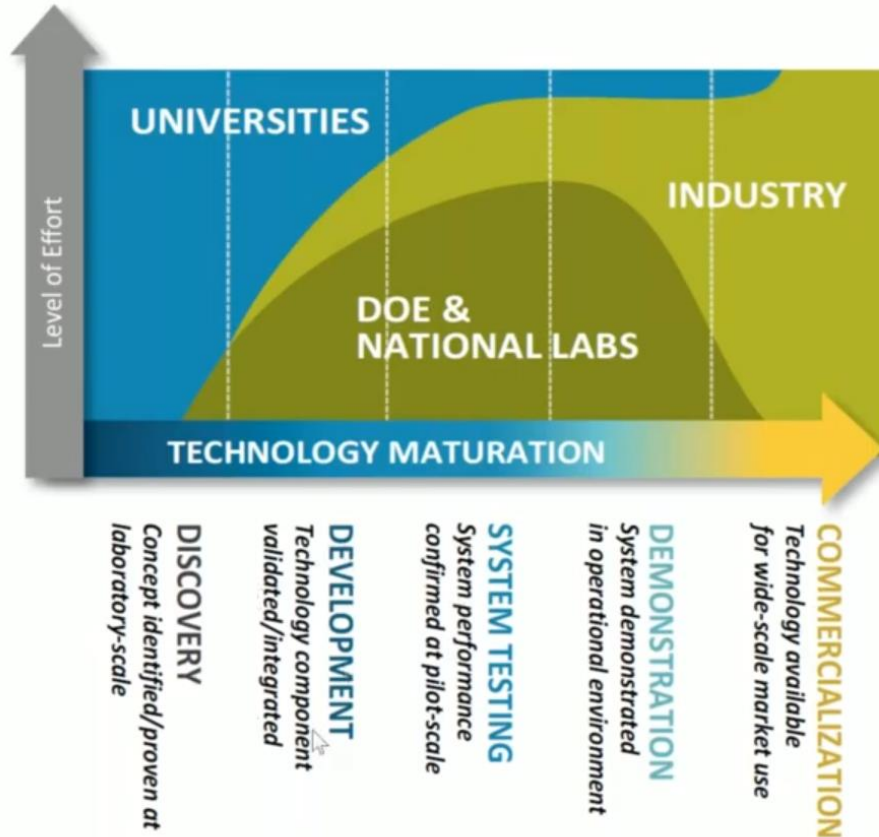 UNIVERSITIES
INDUSTRY
Level of Effort
DOE &
NATIONAL LABS
TECHNOLOGY MATURATION
DISCOVERY
Concept identified/proven at
laboratory-scale
DEVELOPMENT
Technology component
validated/integrated
SYSTEM TESTING
System performance
confirmed at pilot-scale
DEMONSTRATION
System demonstrated
in operational environment
COMMERCIALIZATION
Technology available
for wide-scale market use